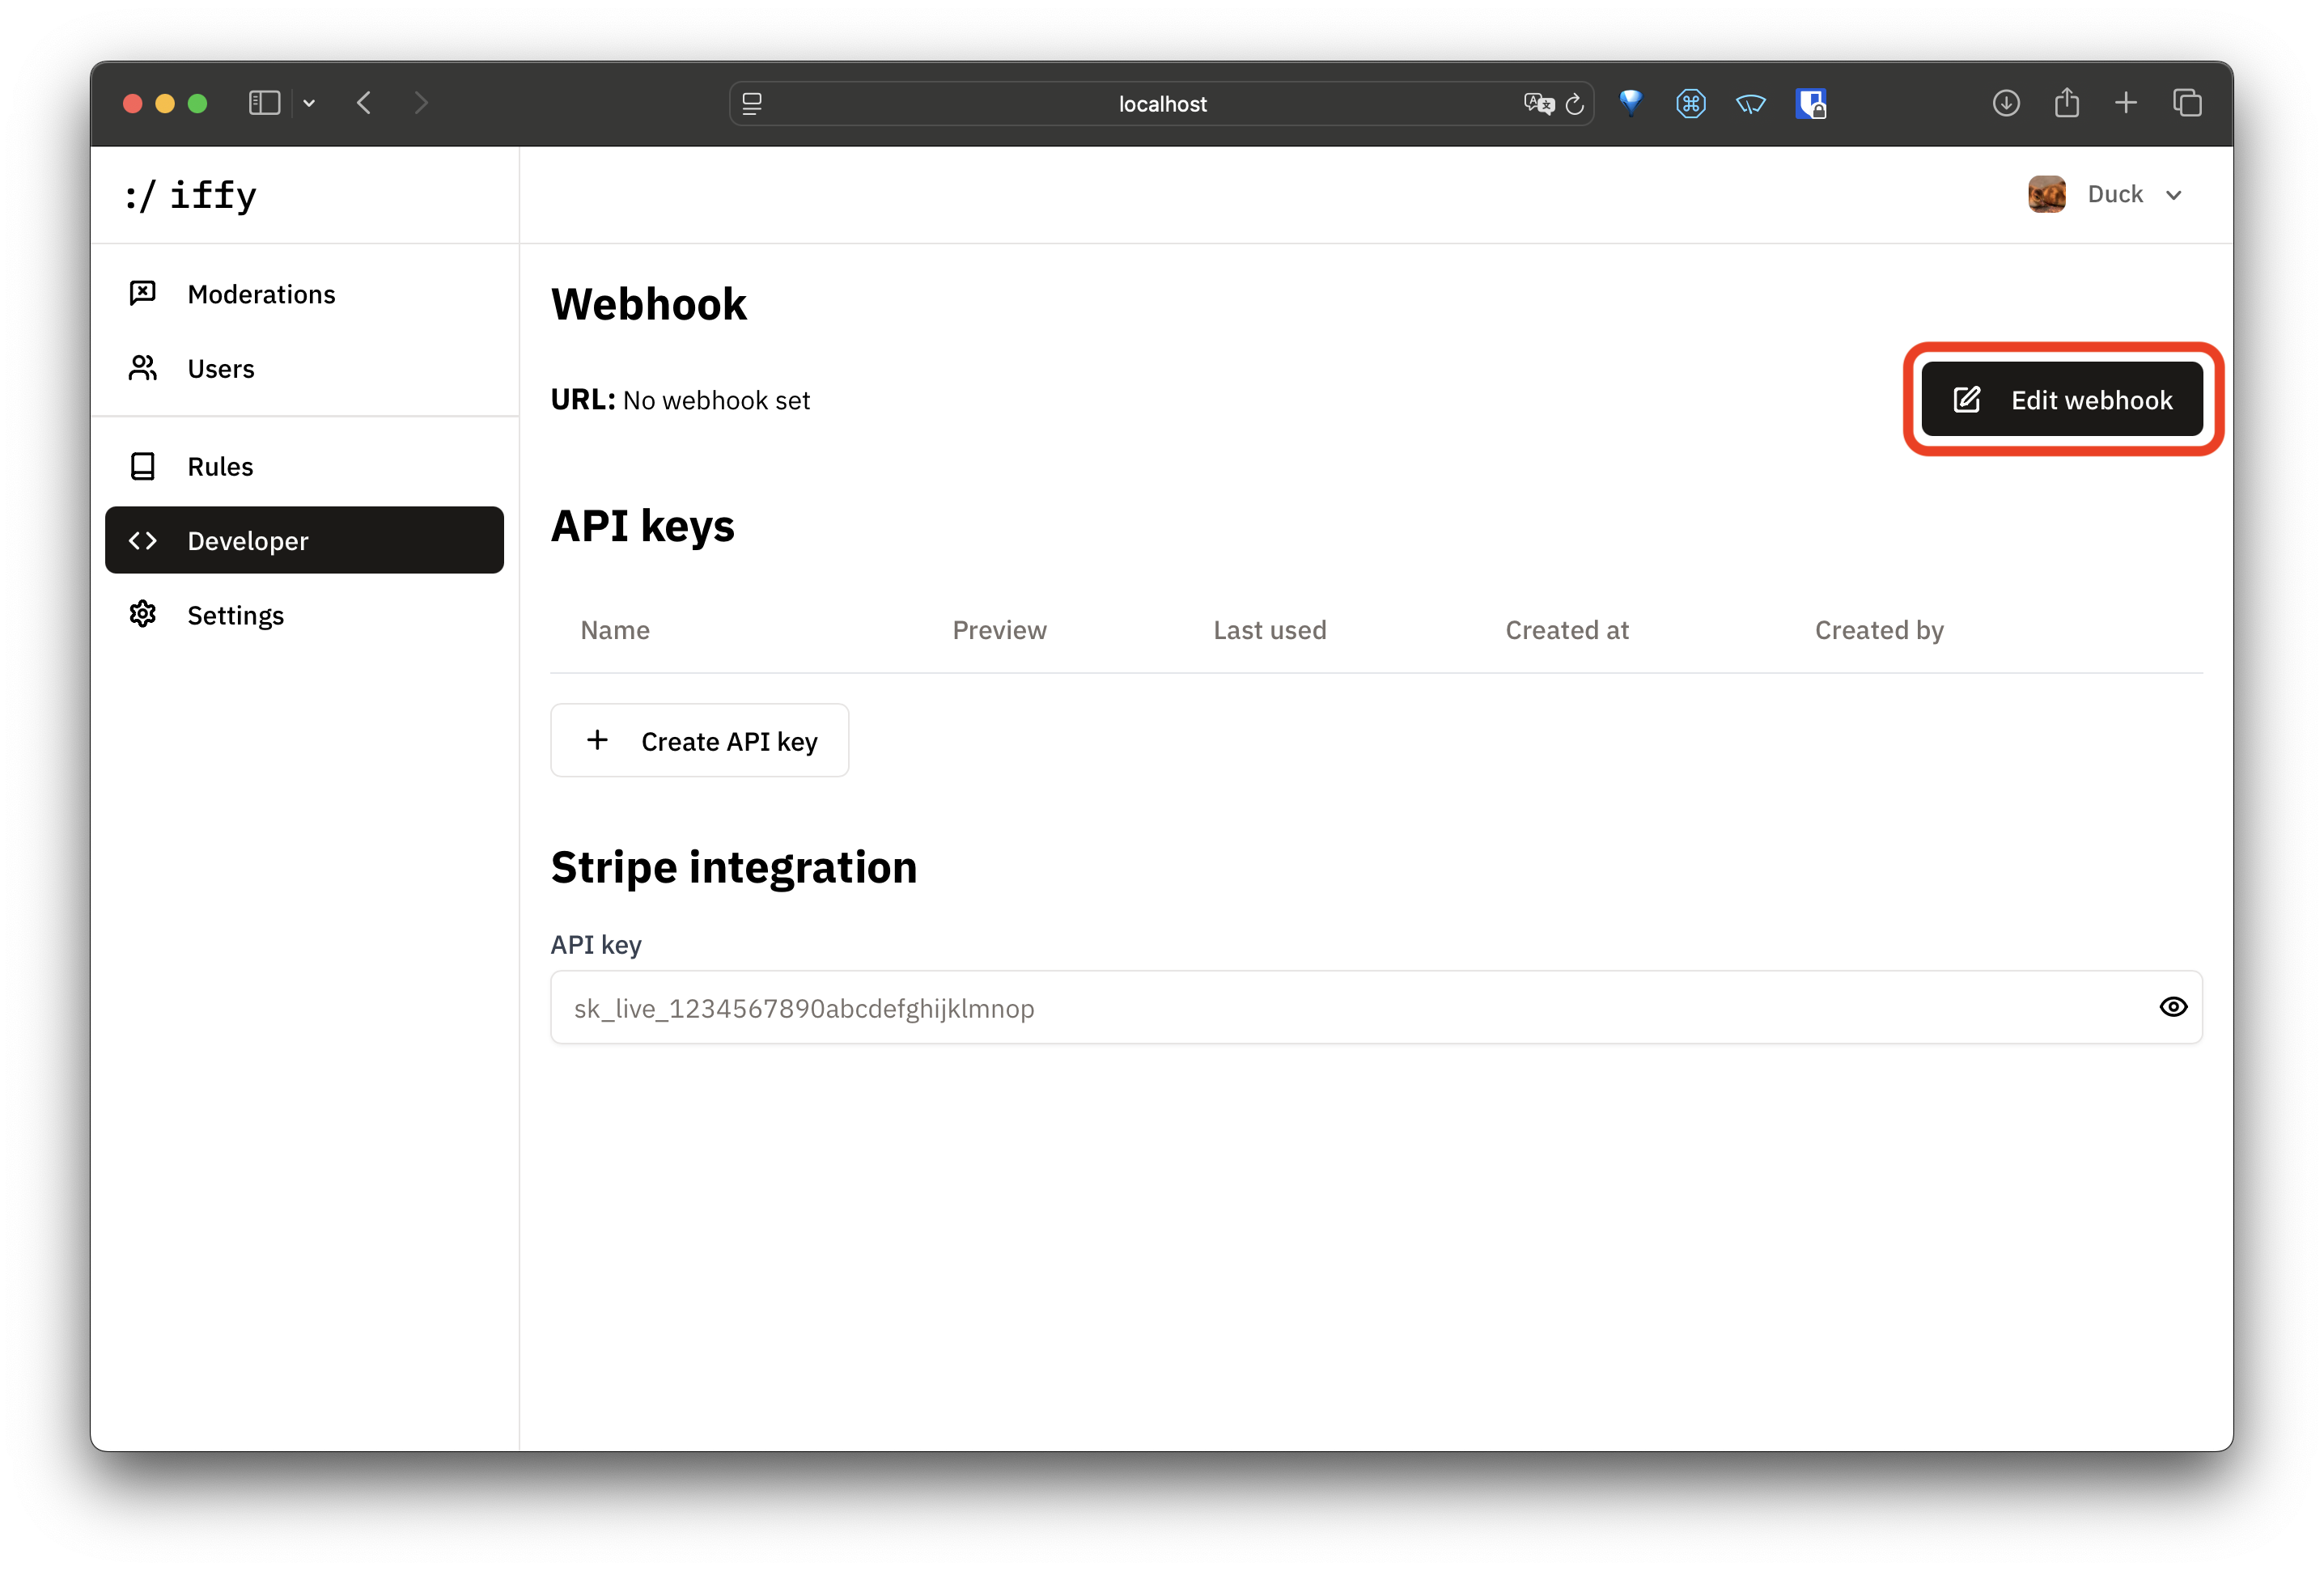 localhost
:/ iffy
Duck
Moderations
Users
Rules
Developer
Settings
Webhook
URL: No webhook set
Edit webhook
API keys
Name Preview Last used Created at Created by
Create API key
Stripe integration
API key
sk_live_1234567890abcdefghijklmnop